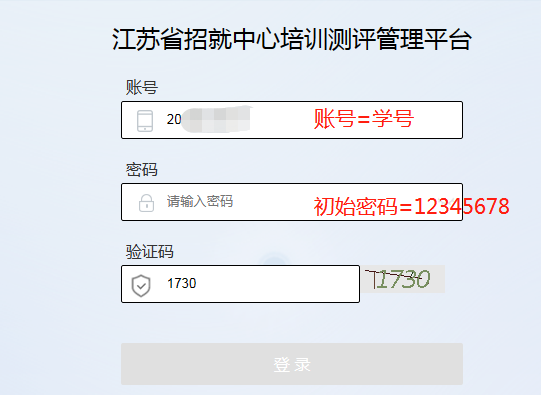 江苏省招就中心培训测评管理平台
账号
20
账号=学号
密码
请输入密码
初始密码=12345678
验证码
1730
1730
登录